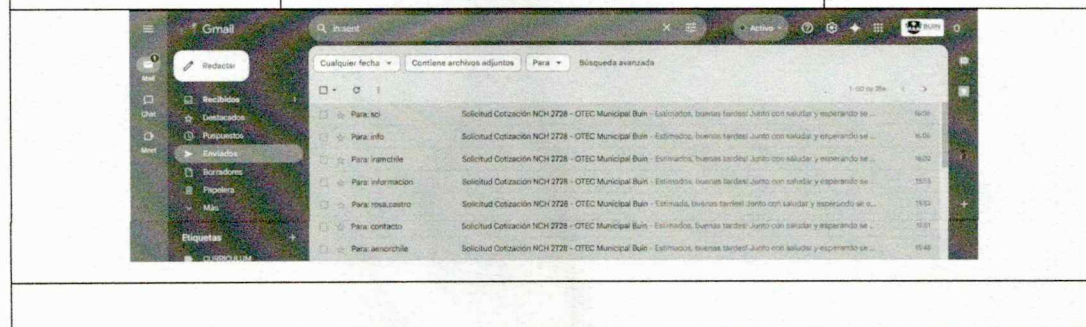 Gmail
in:sent
Activo
BUIN
Mail
Redactar
Cualquier fecha
Contiene archivos adjuntos
Para
Búsqueda avanzada
Recibidos
Chat
Destacados
Pospuestos
Meet
Enviados
Borradores
Papelera
Más
Etiquetas
CURRICULUM
Para: sci Solicitud Cotización NCH 2728 - OTEC Municipal Buin - Estimados, buenas tardes! Junto con saludar y esperando se ...
Para: info Solicitud Cotización NCH 2728 - OTEC Municipal Buin - Estimados, buenas tardes! Junto con saludar y esperando se ...
Para: iramchile Solicitud Cotización NCH 2728 - OTEC Municipal Buin - Estimados, buenas tardes! Junto con saludar y esperando se ...
Para: informacion Solicitud Cotización NCH 2728 - OTEC Municipal Buin - Estimados, buenas tardes! Junto con saludar y esperando se ...
Para: rosa.castro Solicitud Cotización NCH 2728 - OTEC Municipal Buin - Estimada, buenas tardes! Junto con saludar y esperando se e...
Para: contacto Solicitud Cotización NCH 2728 - OTEC Municipal Buin - Estimados, buenas tardes! Junto con saludar y esperando se ...
Para: aenorchile Solicitud Cotización NCH 2728 - OTEC Municipal Buin - Estimados, buenas tardes! Junto con saludar y esperando se ... 15:48